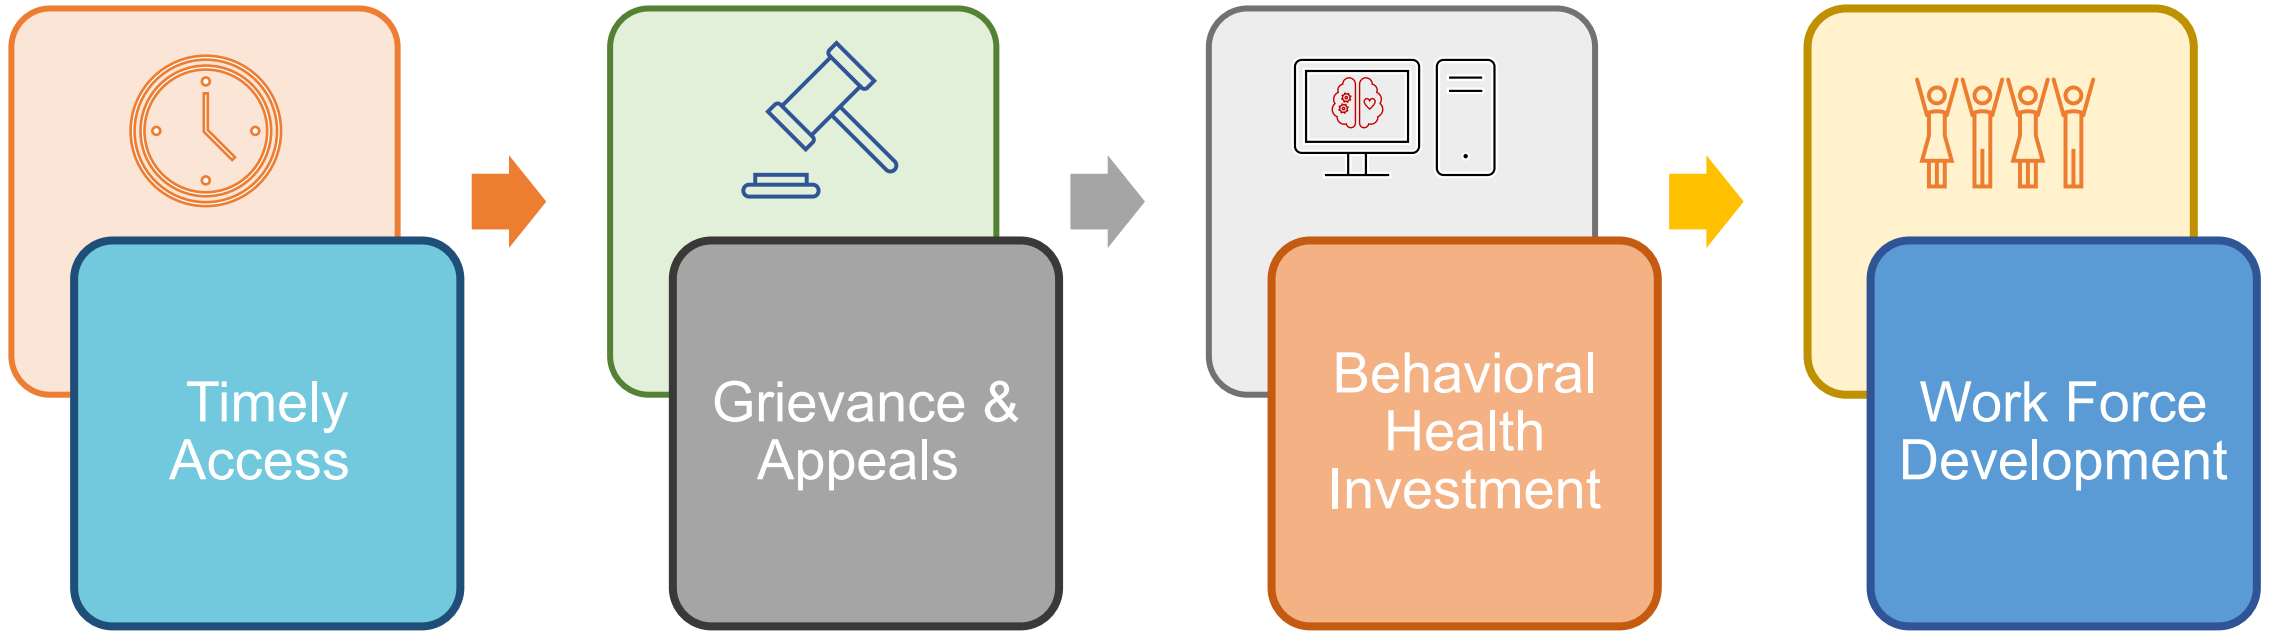 Timely
Access
Grievance &
Appeals
Behavioral
Health
Investment
Work Force
Development